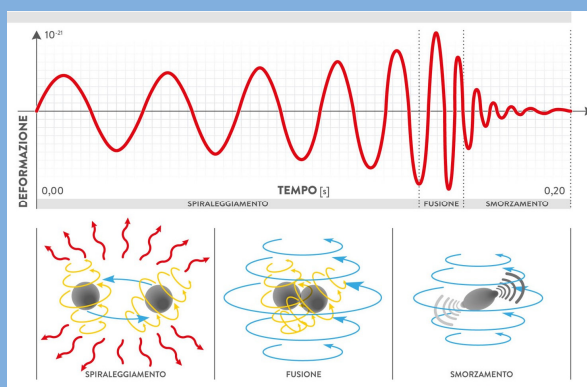 10⁻²¹
DEFORMAZIONE
0,00
TEMPO [s]
0,20
SPIRALEGGIAMENTO
FUSIONE
SMORZAMENTO
SPIRALEGGIAMENTO
FUSIONE
SMORZAMENTO